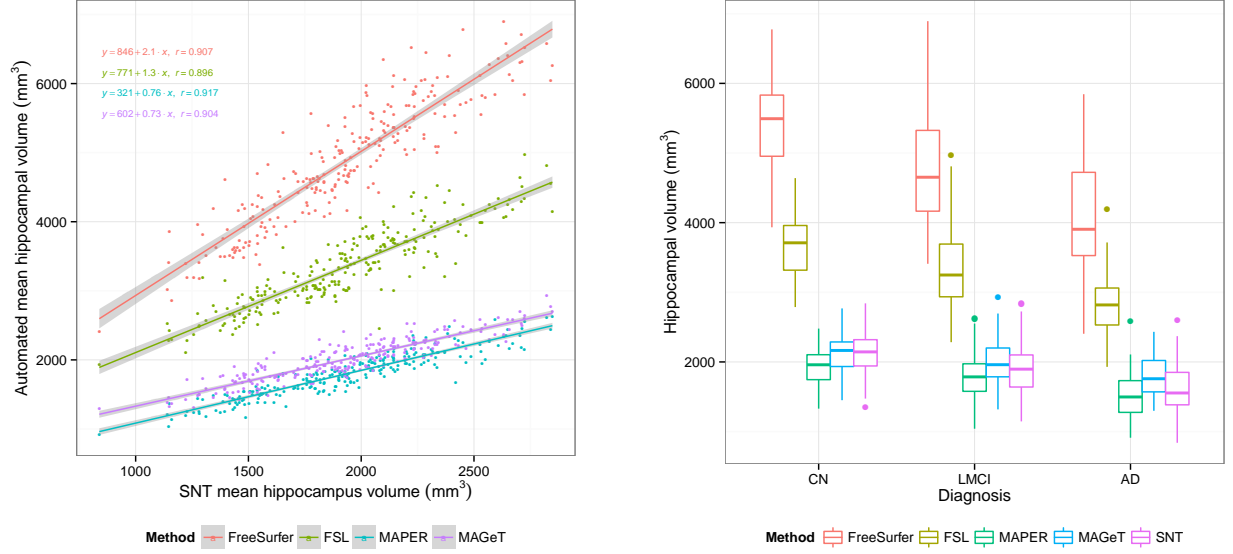 y = 846 + 2.1 · x, r = 0.907
y = 771 + 1.3 · x, r = 0.896
y = 321 + 0.76 · x, r = 0.917
y = 602 + 0.73 · x, r = 0.904
6000
4000
2000
Automated mean hippocampal volume (mm³)
1000 1500 2000 2500
SNT mean hippocampus volume (mm³)
Method FreeSurfer FSL MAPER MAGeT
6000
4000
2000
Hippocampal volume (mm³)
CN LMCI AD
Diagnosis
Method FreeSurfer FSL MAPER MAGeT SNT